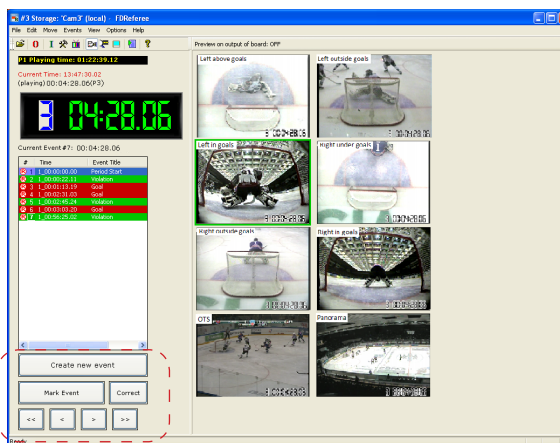 #3 Storage: "Cam3" (local) - FDReferee
File Edit Move Events View Options Help
P1 Playing time: 01:22:39.12
Preview on output of board: OFF
Current Time: 13:47:30.02
(playing) 00:04:28.06(P3)
3 04:28.06
Current Event#7: 00:04:28.06
# Time Event Title
R 1 1_00:00:00.00 Period Start
R 2 1_00:00:22.11 Violation
R 3 1_00:01:13.19 Goal
R 4 1_00:02:31.03 Goal
R 5 1_00:02:45.24 Violation
R 6 1_00:03:03.20 Goal
R 7 1_00:56:25.02 Violation
Create new event
Mark Event Correct
<< < > >>
Ready
Left above goals
Left outside goals
Left in goals
Right under goals
Right outside goals
Right in goals
OTS
Panorama